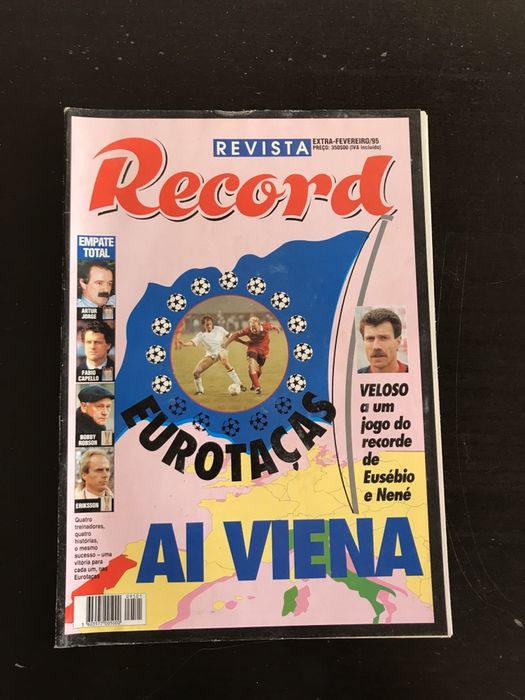 REVISTA
EXTRA-FEVEREIRO/95
PREÇO: 350$00 (IVA incluído)
Record
EMPATE
TOTAL
ARTUR
JORGE
FABIO
CAPELLO
BOBBY
ROBSON
ERIKSSON
Quatro
treinadores,
quatro
histórias,
o mesmo
sucesso – uma
vitória para
cada um, nas
Eurotaças
EUROTAÇAS
VELOSO
a um
jogo do
recorde
de
Eusébio
e Nené
AI VIENA